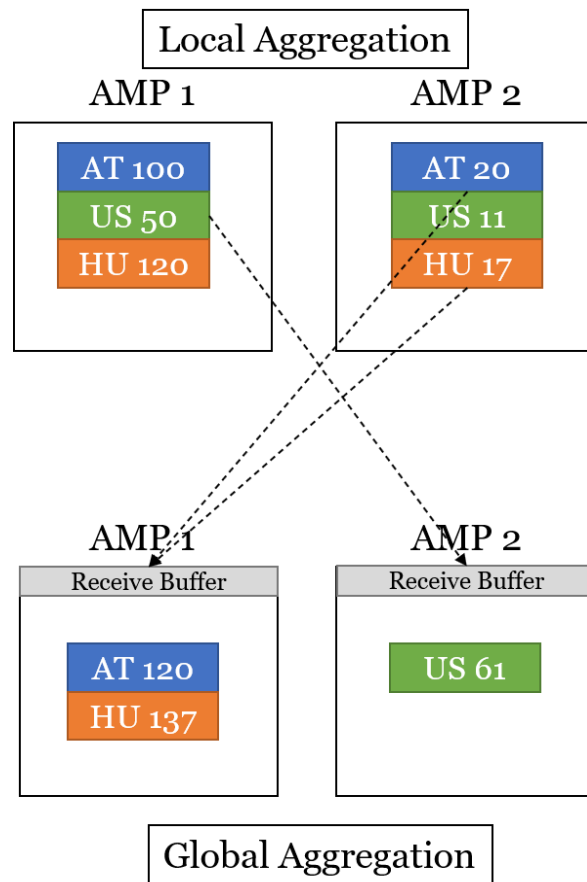 Local Aggregation
AMP 1
AMP 2
AT 100
US 50
HU 120
AT 20
US 11
HU 17
AMP 1
AMP 2
Receive Buffer
Receive Buffer
AT 120
HU 137
US 61
Global Aggregation